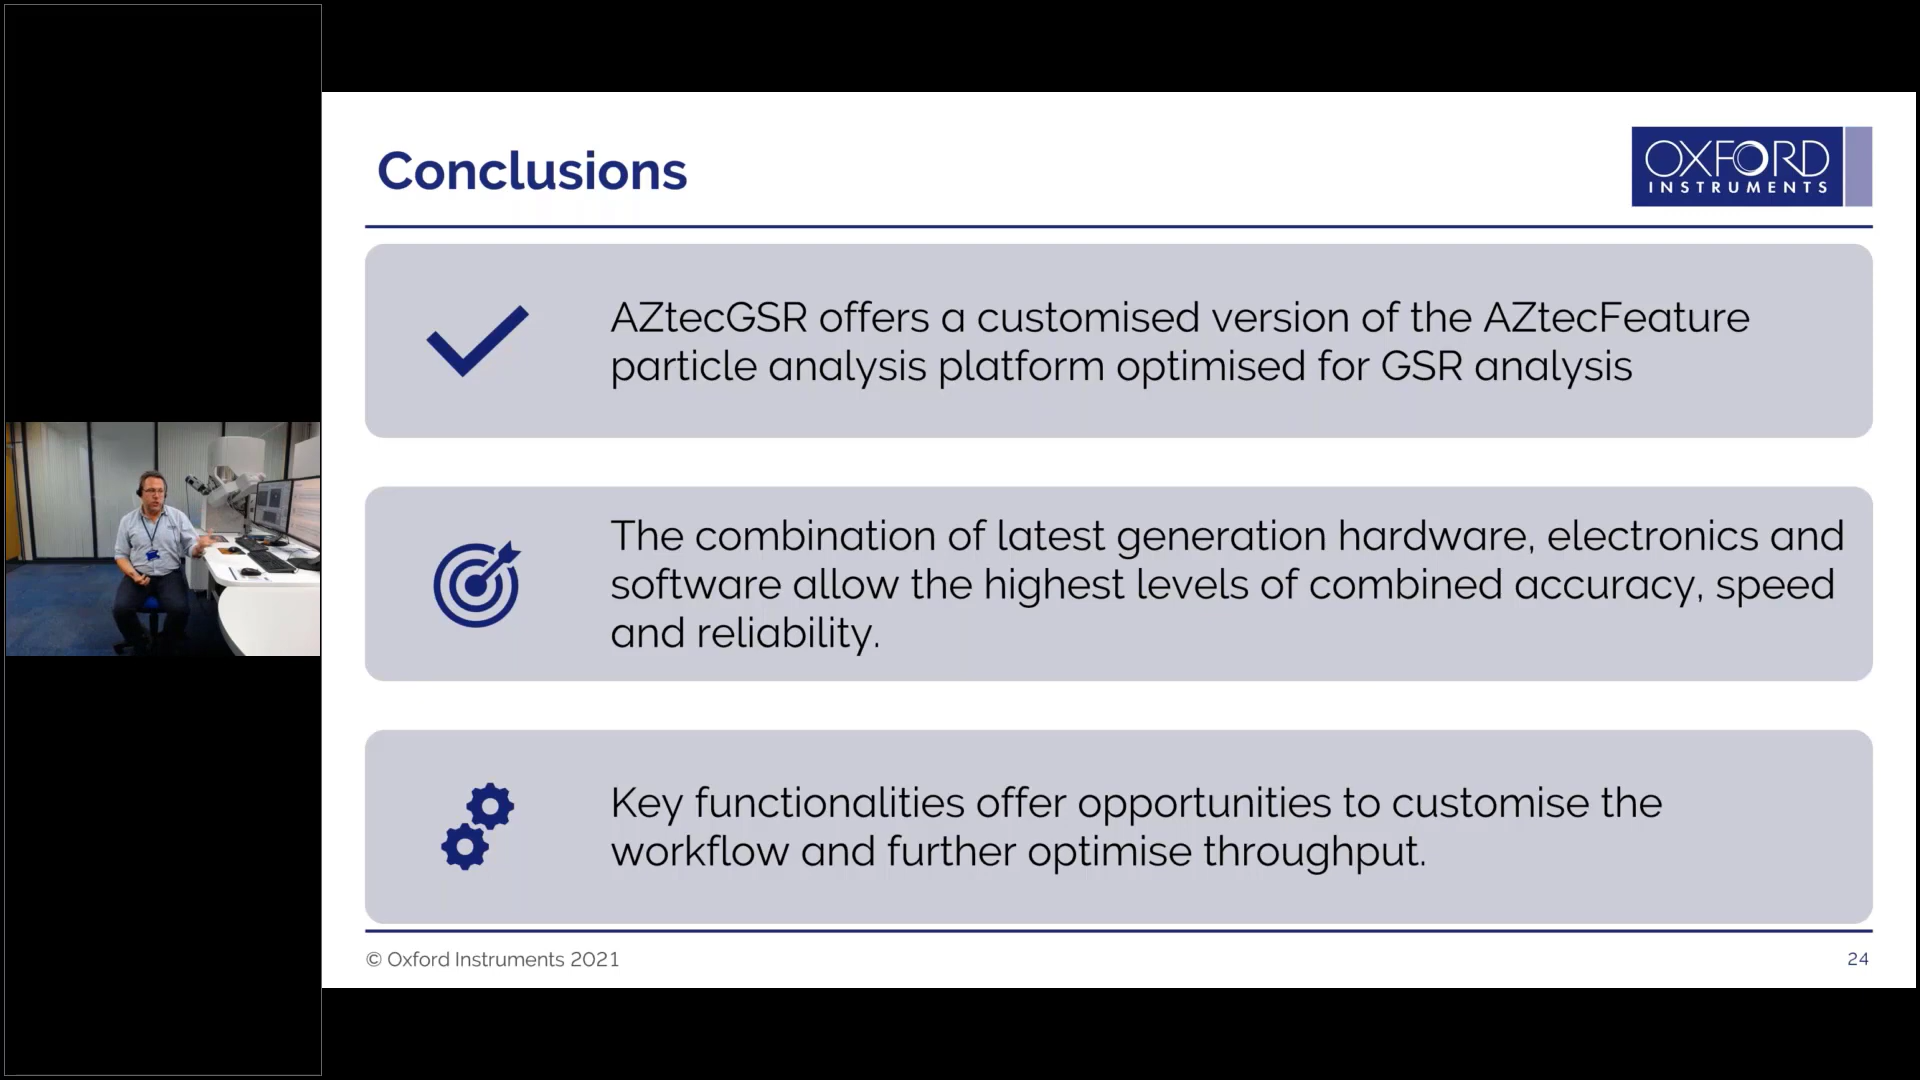 Conclusions
OXFORD
INSTRUMENTS
AZtecGSR offers a customised version of the AZtecFeature
particle analysis platform optimised for GSR analysis
The combination of latest generation hardware, electronics and
software allow the highest levels of combined accuracy, speed
and reliability.
Key functionalities offer opportunities to customise the
workflow and further optimise throughput.
© Oxford Instruments 2021
24